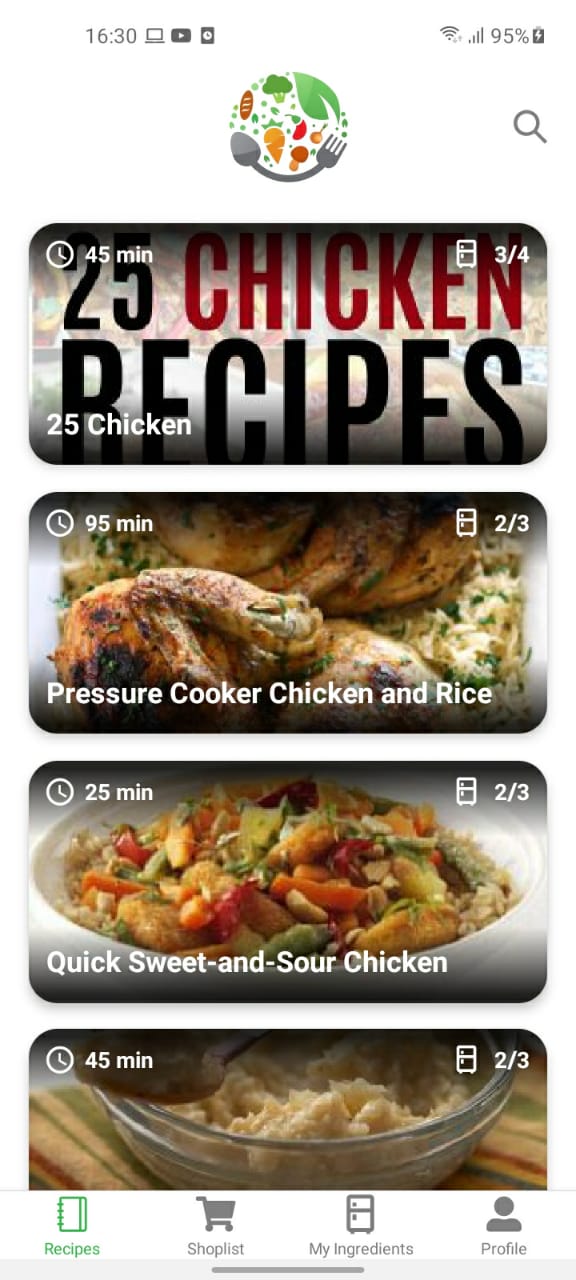 16:30
95%
45 min
3/4
25 CHICKEN
RECIPES
25 Chicken
95 min
2/3
Pressure Cooker Chicken and Rice
25 min
2/3
Quick Sweet-and-Sour Chicken
45 min
2/3
Recipes
Shoplist
My Ingredients
Profile